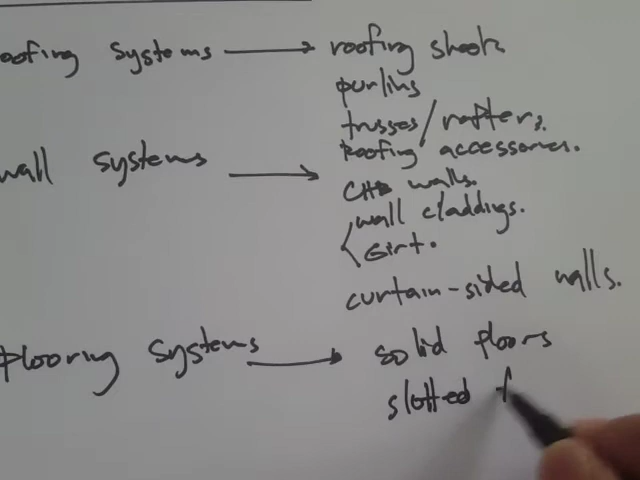 oofing systems → roofing sheets
purlins
trusses/rafters.
Roofing accessories.
wall systems → CHB walls.
wall claddings.
Girt.
curtain-sided walls.
flooring systems → solid floors
slotted f